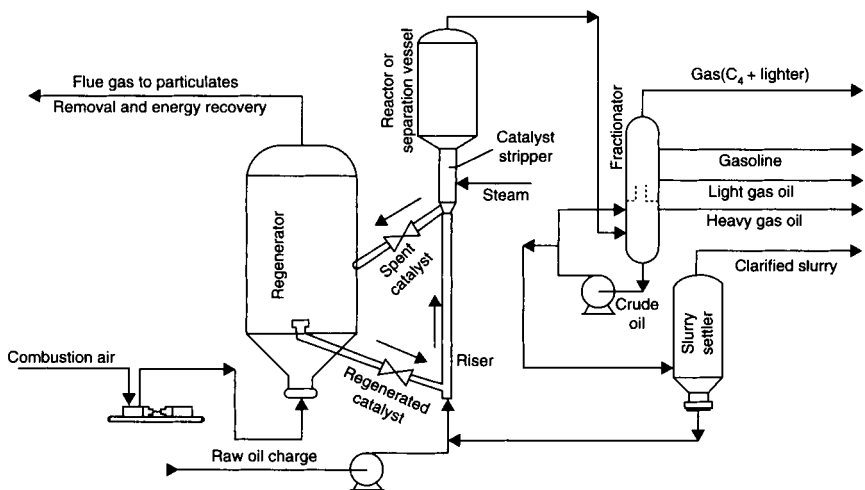 Flue gas to particulates
Removal and energy recovery
Reactor or
separation vessel
Catalyst
stripper
Steam
Fractionator
Gas(C₄ + lighter)
Gasoline
Light gas oil
Heavy gas oil
Clarified slurry
Regenerator
Spent
catalyst
Crude
oil
Slurry
settler
Riser
Regenerated
catalyst
Combustion air
Raw oil charge